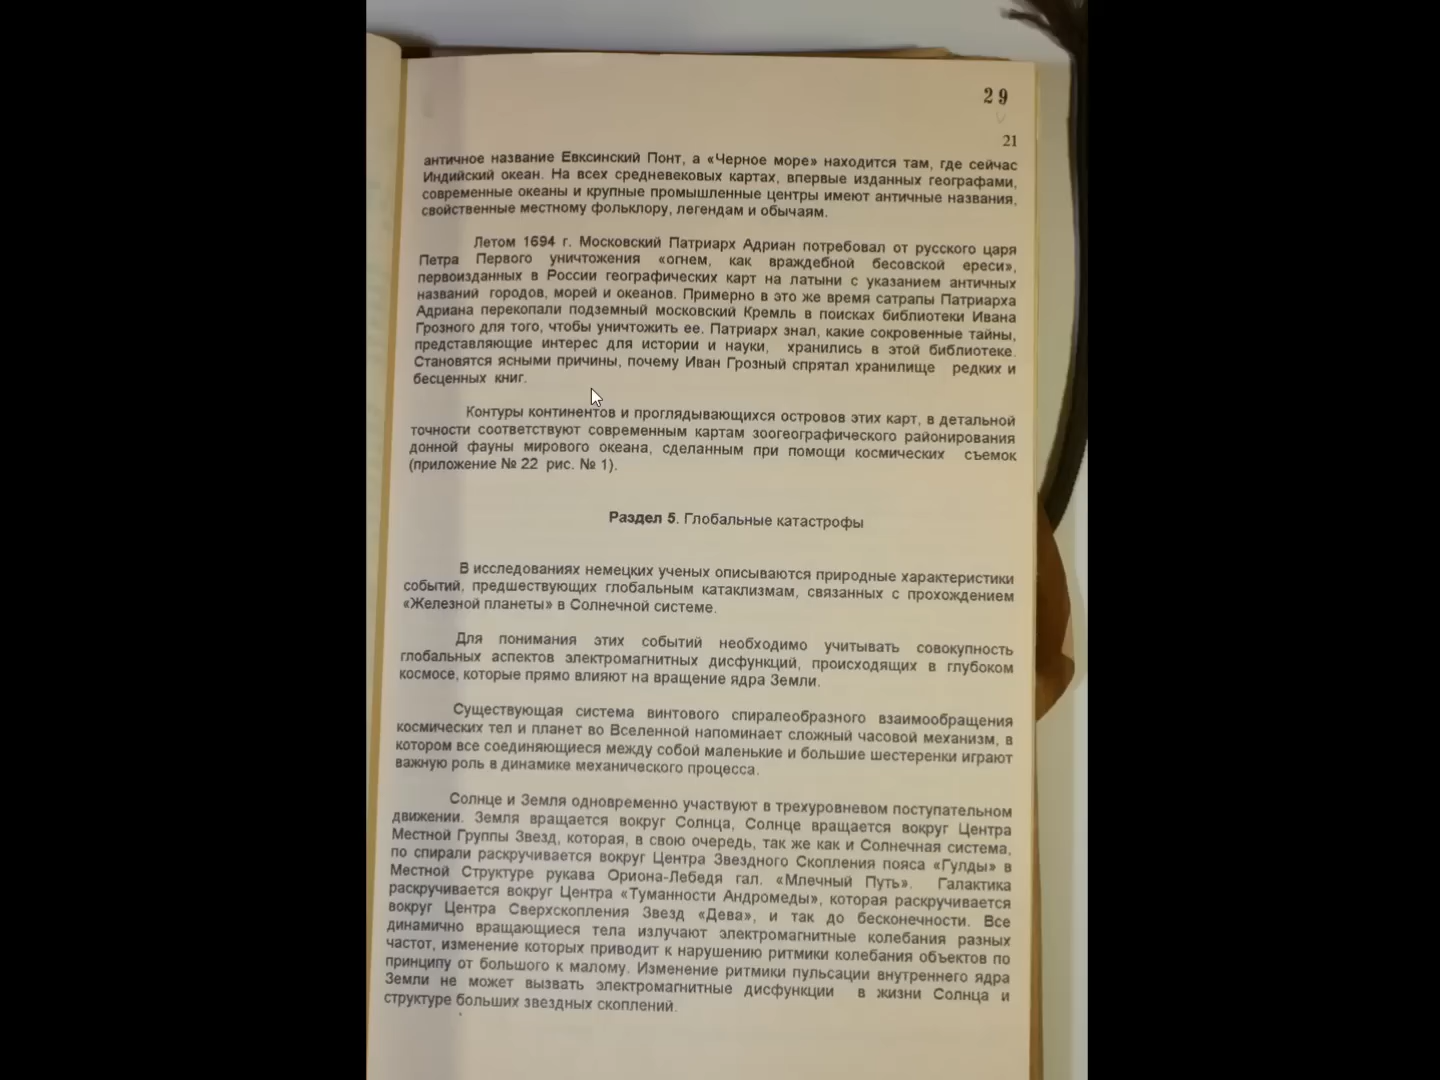 29
21
античное название Евксинский Понт, а «Черное море» находится там, где сейчас
Индийский океан. На всех средневековых картах, впервые изданных географами,
современные океаны и крупные промышленные центры имеют античные названия,
свойственные местному фольклору, легендам и обычаям.
Летом 1694 г. Московский Патриарх Адриан потребовал от русского царя
Петра Первого уничтожения «огнем, как враждебной бесовской ереси»,
первоизданных в России географических карт на латыни с указанием античных
названий городов, морей и океанов. Примерно в это же время сатрапы Патриарха
Адриана перекопали подземный московский Кремль в поисках библиотеки Ивана
Грозного для того, чтобы уничтожить ее. Патриарх знал, какие сокровенные тайны,
представляющие интерес для истории и науки, хранились в этой библиотеке.
Становятся ясными причины, почему Иван Грозный спрятал хранилище редких и
бесценных книг.
Контуры континентов и проглядывающихся островов этих карт, в детальной
точности соответствуют современным картам зоогеографического районирования
донной фауны мирового океана, сделанным при помощи космических съемок
(приложение № 22 рис. № 1).
Раздел 5. Глобальные катастрофы
В исследованиях немецких ученых описываются природные характеристики
событий, предшествующих глобальным катаклизмам, связанных с прохождением
«Железной планеты» в Солнечной системе.
Для понимания этих событий необходимо учитывать совокупность
глобальных аспектов электромагнитных дисфункций, происходящих в глубоком
космосе, которые прямо влияют на вращение ядра Земли.
Существующая система винтового спиралеобразного взаимообращения
космических тел и планет во Вселенной напоминает сложный часовой механизм, в
котором все соединяющиеся между собой маленькие и большие шестеренки играют
важную роль в динамике механического процесса.
Солнце и Земля одновременно участвуют в трехуровневом поступательном
движении. Земля вращается вокруг Солнца, Солнце вращается вокруг Центра
Местной Группы Звезд, которая, в свою очередь, так же как и Солнечная система,
по спирали раскручивается вокруг Центра Звездного Скопления пояса «Гулды» в
Местной Структуре рукава Ориона-Лебедя гал. «Млечный Путь». Галактика
раскручивается вокруг Центра «Туманности Андромеды», которая раскручивается
вокруг Центра Сверхскопления Звезд «Дева», и так до бесконечности. Все
динамично вращающиеся тела излучают электромагнитные колебания разных
частот, изменение которых приводит к нарушению ритмики колебания объектов по
принципу от большого к малому. Изменение ритмики пульсации внутреннего ядра
Земли не может вызвать электромагнитные дисфункции в жизни Солнца и
структуре больших звездных скоплений.